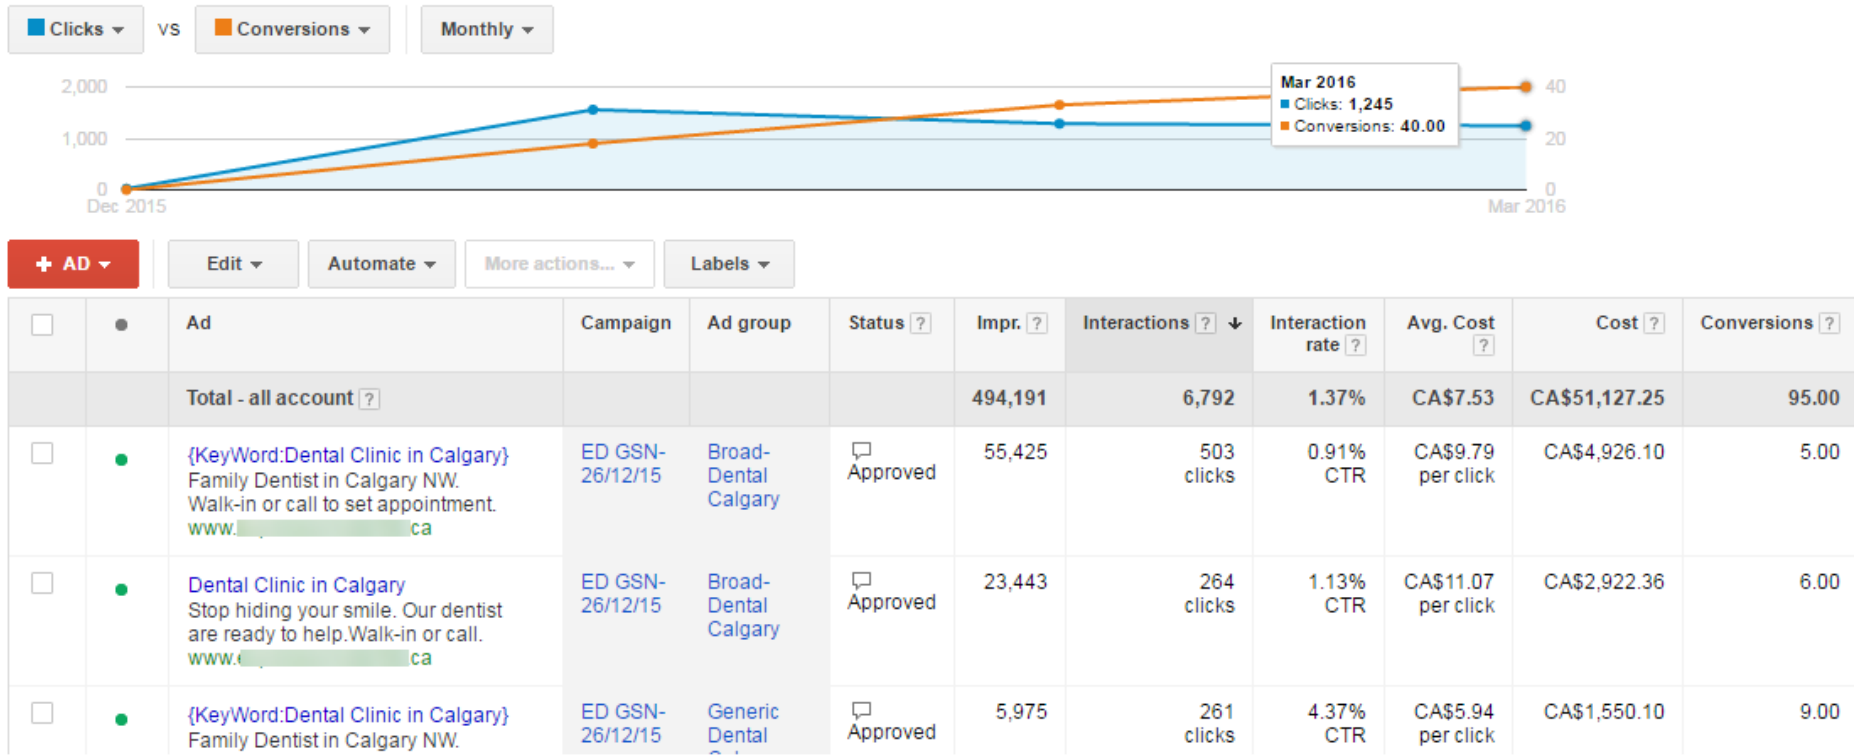 Clicks vs Conversions Monthly
2,000
1,000
0
40
20
0
Dec 2015
Mar 2016
Mar 2016
Clicks: 1,245
Conversions: 40.00
+ AD Edit Automate More actions... Labels
Ad Campaign Ad group Status ? Impr. ? Interactions ? Interaction rate ? Avg. Cost ? Cost ? Conversions ?
Total - all account ? 494,191 6,792 1.37% CA$7.53 CA$51,127.25 95.00
{KeyWord:Dental Clinic in Calgary}
Family Dentist in Calgary NW.
Walk-in or call to set appointment.
www. ca
ED GSN-
26/12/15
Broad-
Dental
Calgary
Approved
55,425
503
clicks
0.91%
CTR
CA$9.79
per click
CA$4,926.10
5.00
Dental Clinic in Calgary
Stop hiding your smile. Our dentist
are ready to help.Walk-in or call.
www. ca
ED GSN-
26/12/15
Broad-
Dental
Calgary
Approved
23,443
264
clicks
1.13%
CTR
CA$11.07
per click
CA$2,922.36
6.00
{KeyWord:Dental Clinic in Calgary}
Family Dentist in Calgary NW.
ED GSN-
26/12/15
Generic
Dental
Approved
5,975
261
clicks
4.37%
CTR
CA$5.94
per click
CA$1,550.10
9.00